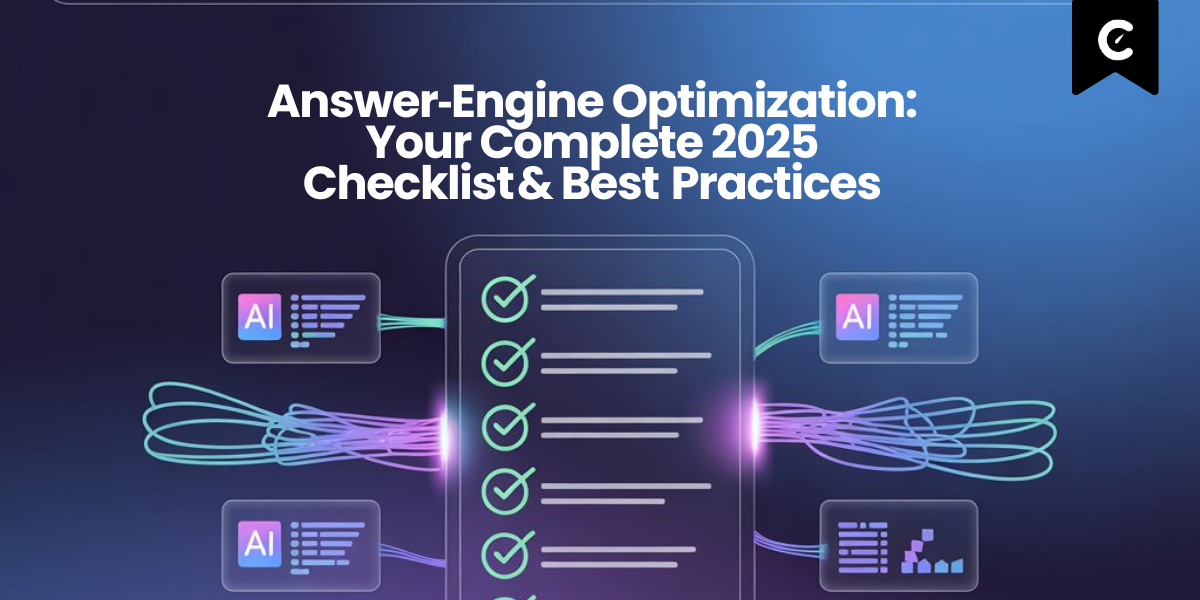 Answer-Engine Optimization:
Your Complete 2025
Checklist & Best Practices
AI
AI
AI